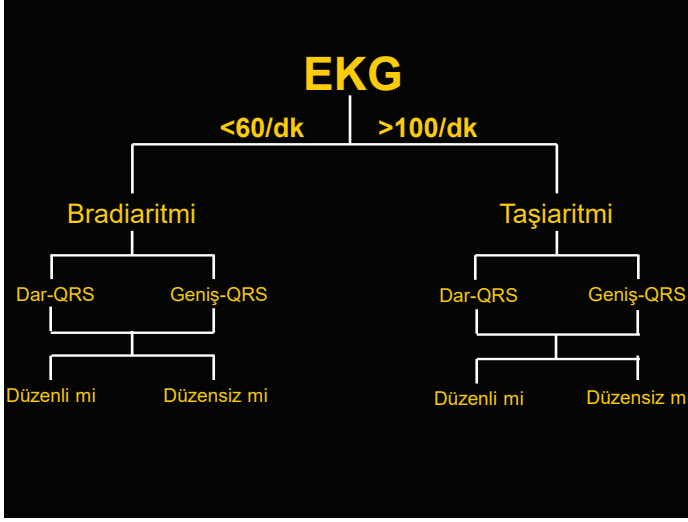 EKG
<60/dk >100/dk
Bradiaritmi Taşiaritmi
Dar-QRS Geniş-QRS Dar-QRS Geniş-QRS
Düzenli mi Düzensiz mi Düzenli mi Düzensiz m